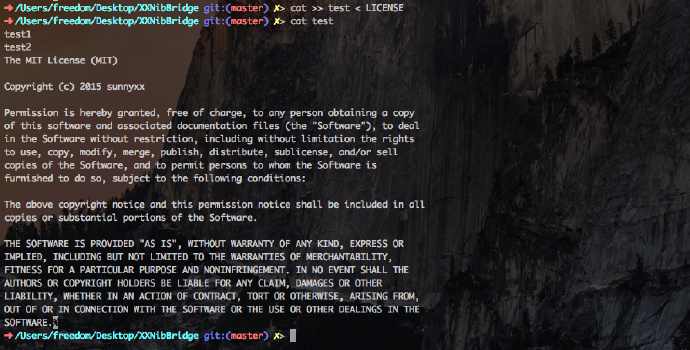 ➜ /Users/freedom/Desktop/XXNibBridge git:(master) ✗> cat >> test < LICENSE
➜ /Users/freedom/Desktop/XXNibBridge git:(master) ✗> cat test
test1
test2
The MIT License (MIT)
Copyright (c) 2015 sunnyxx
Permission is hereby granted, free of charge, to any person obtaining a copy
of this software and associated documentation files (the "Software"), to deal
in the Software without restriction, including without limitation the rights
to use, copy, modify, merge, publish, distribute, sublicense, and/or sell
copies of the Software, and to permit persons to whom the Software is
furnished to do so, subject to the following conditions:
The above copyright notice and this permission notice shall be included in all
copies or substantial portions of the Software.
THE SOFTWARE IS PROVIDED "AS IS", WITHOUT WARRANTY OF ANY KIND, EXPRESS OR
IMPLIED, INCLUDING BUT NOT LIMITED TO THE WARRANTIES OF MERCHANTABILITY,
FITNESS FOR A PARTICULAR PURPOSE AND NONINFRINGEMENT. IN NO EVENT SHALL THE
AUTHORS OR COPYRIGHT HOLDERS BE LIABLE FOR ANY CLAIM, DAMAGES OR OTHER
LIABILITY, WHETHER IN AN ACTION OF CONTRACT, TORT OR OTHERWISE, ARISING FROM,
OUT OF OR IN CONNECTION WITH THE SOFTWARE OR THE USE OR OTHER DEALINGS IN THE
SOFTWARE.%
➜ /Users/freedom/Desktop/XXNibBridge git:(master) ✗>